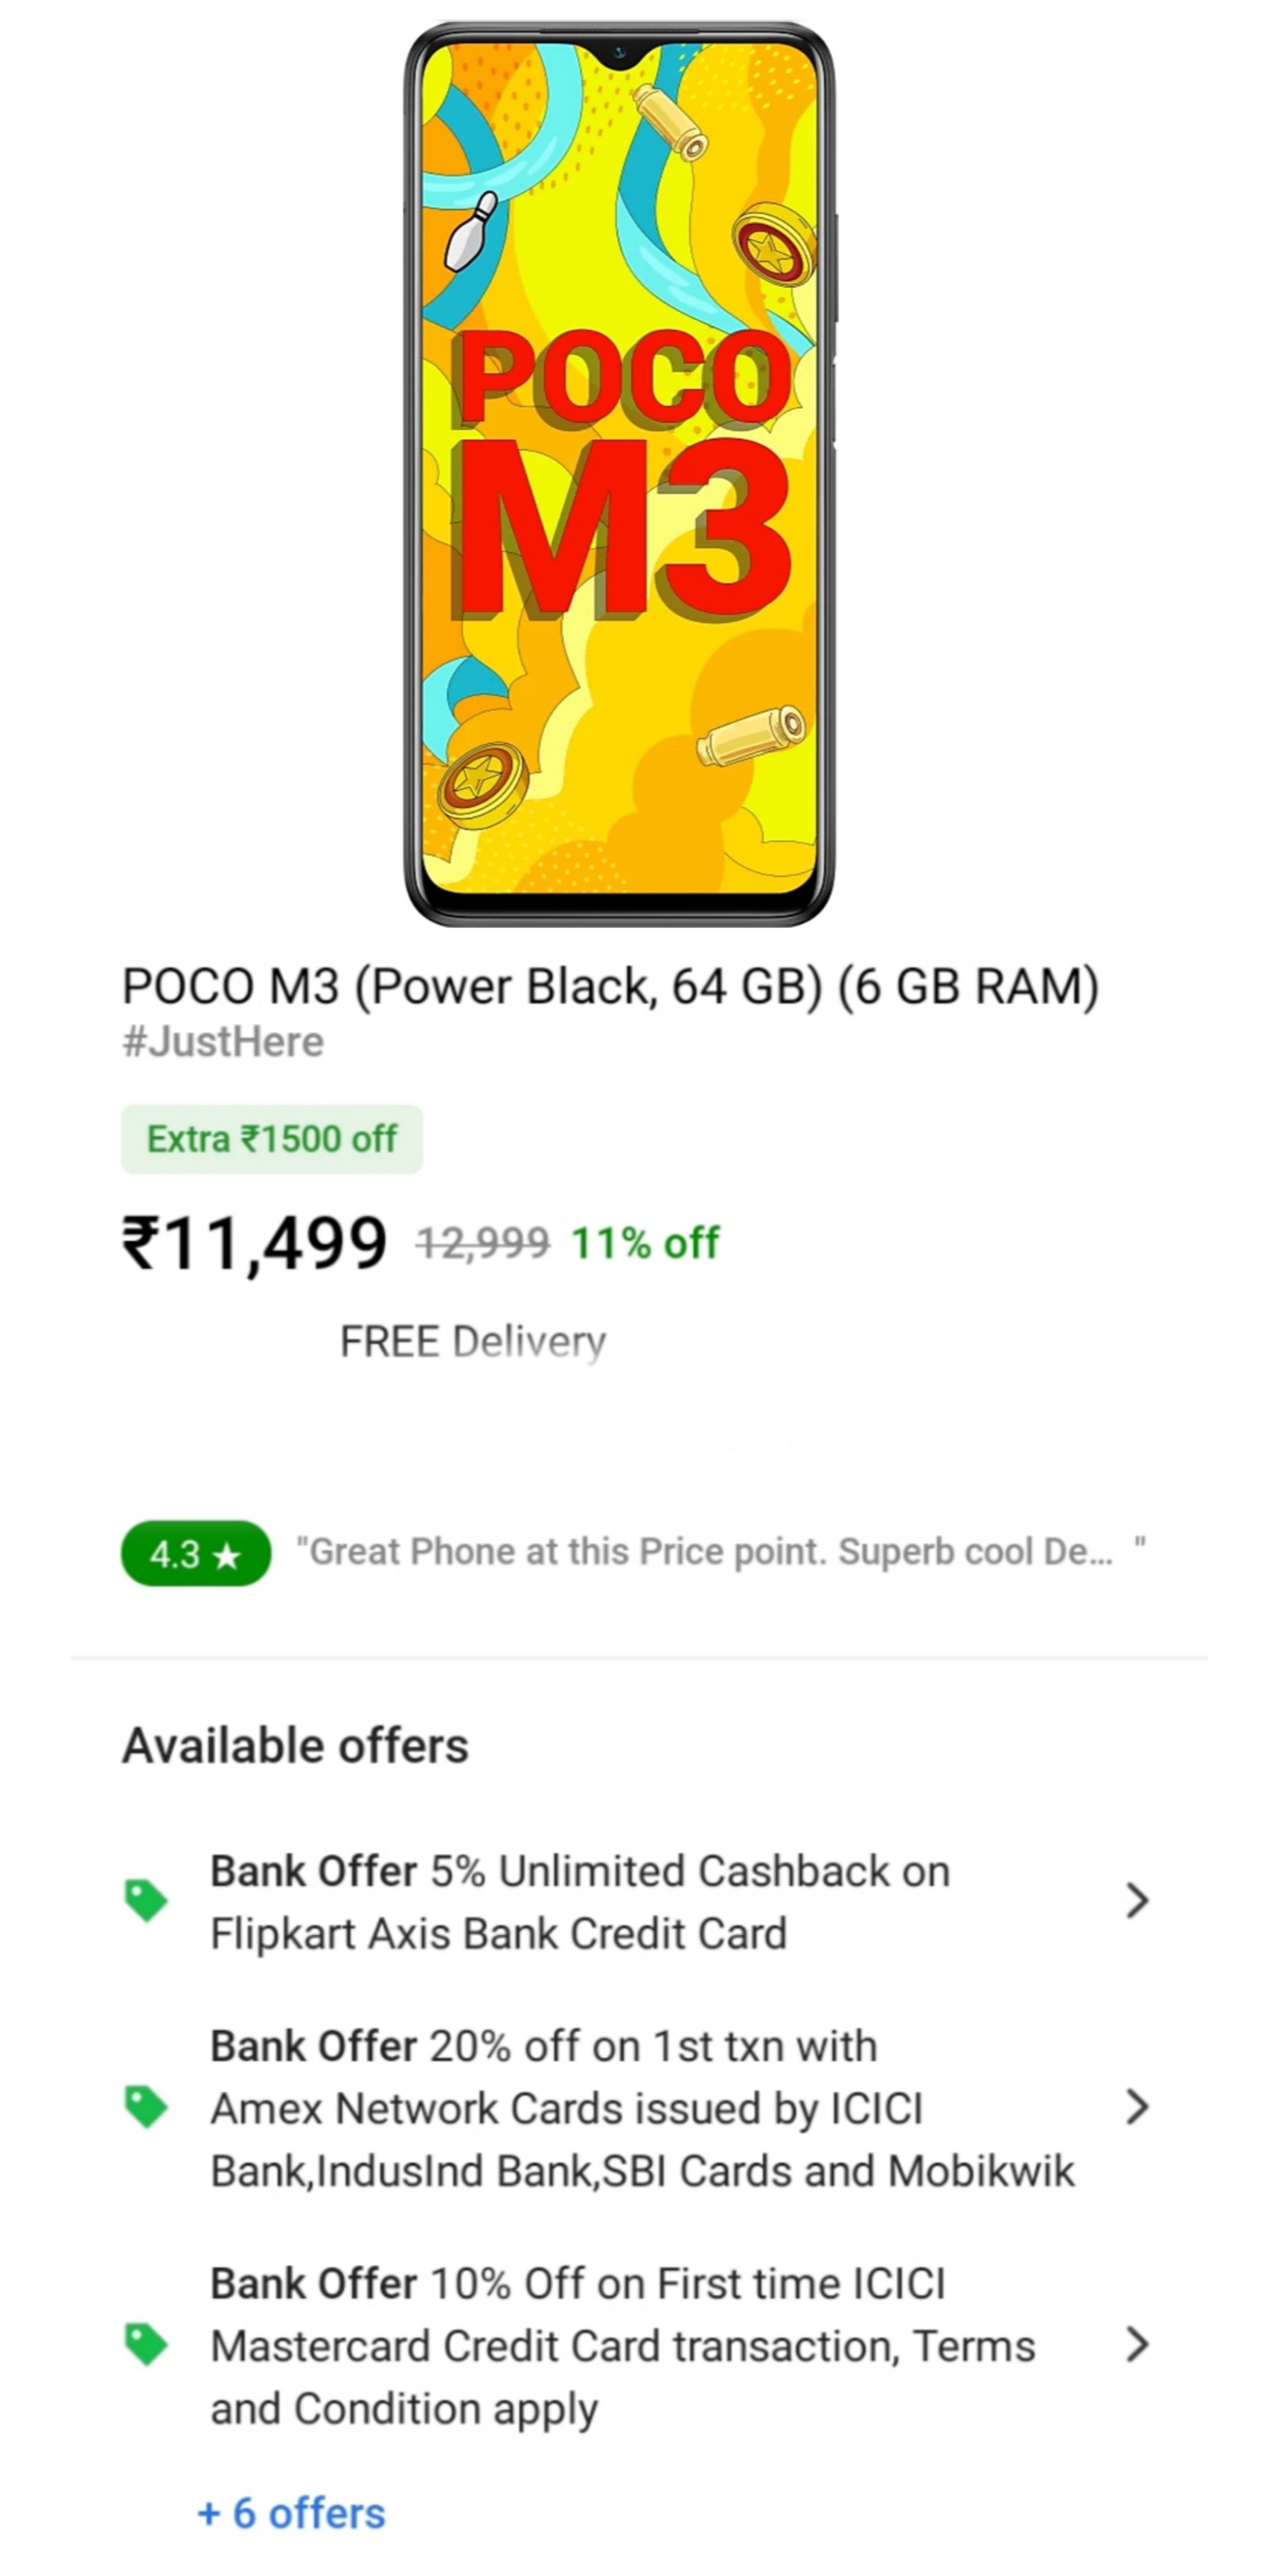 POCO
M3
POCO M3 (Power Black, 64 GB) (6 GB RAM)
#JustHere
Extra ₹1500 off
₹11,499 12,999 11% off
FREE Delivery
4.3 ★ "Great Phone at this Price point. Superb cool De... "
Available offers
Bank Offer 5% Unlimited Cashback on
Flipkart Axis Bank Credit Card
Bank Offer 20% off on 1st txn with
Amex Network Cards issued by ICICI
Bank,IndusInd Bank,SBI Cards and Mobikwik
Bank Offer 10% Off on First time ICICI
Mastercard Credit Card transaction, Terms
and Condition apply
+ 6 offers